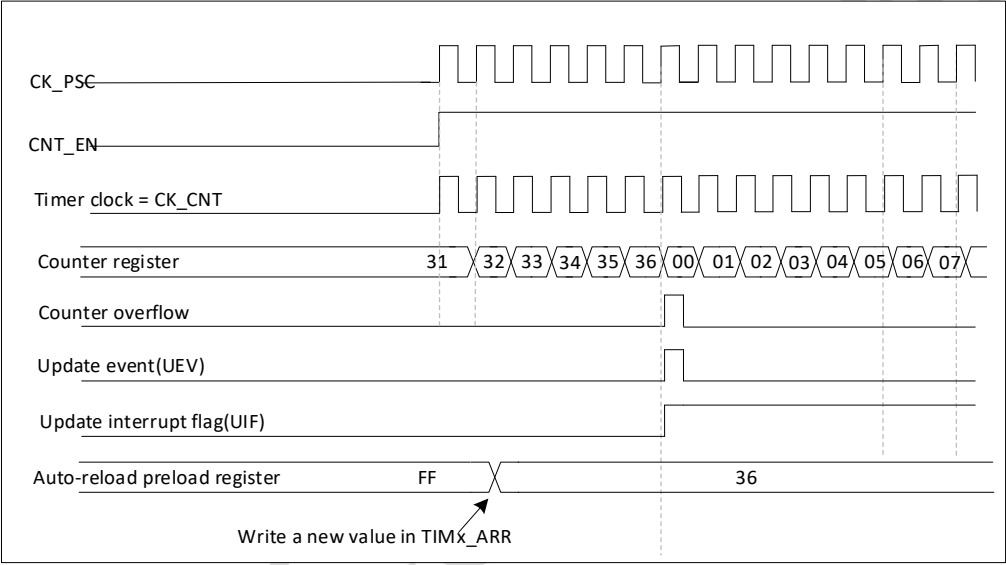 CK_PSC
CNT_EN
Timer clock = CK_CNT
Counter register 31 32 33 34 35 36 00 01 02 03 04 05 06 07
Counter overflow
Update event(UEV)
Update interrupt flag(UIF)
Auto-reload preload register FF 36
Write a new value in TIMx_ARR